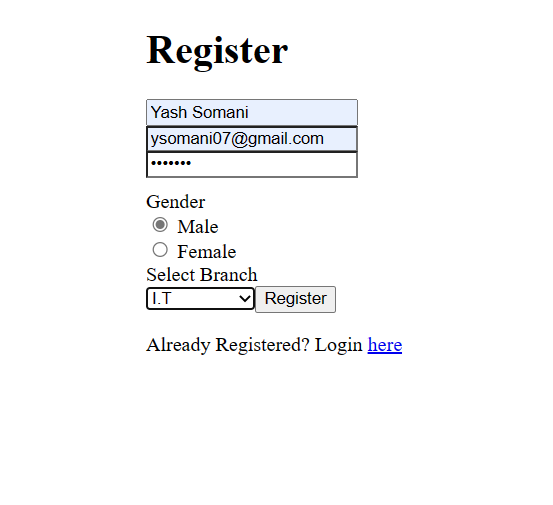 Register
Yash Somani
ysomani07@gmail.com
•••••••
Gender
Male
Female
Select Branch
I.T Register
Already Registered? Login here